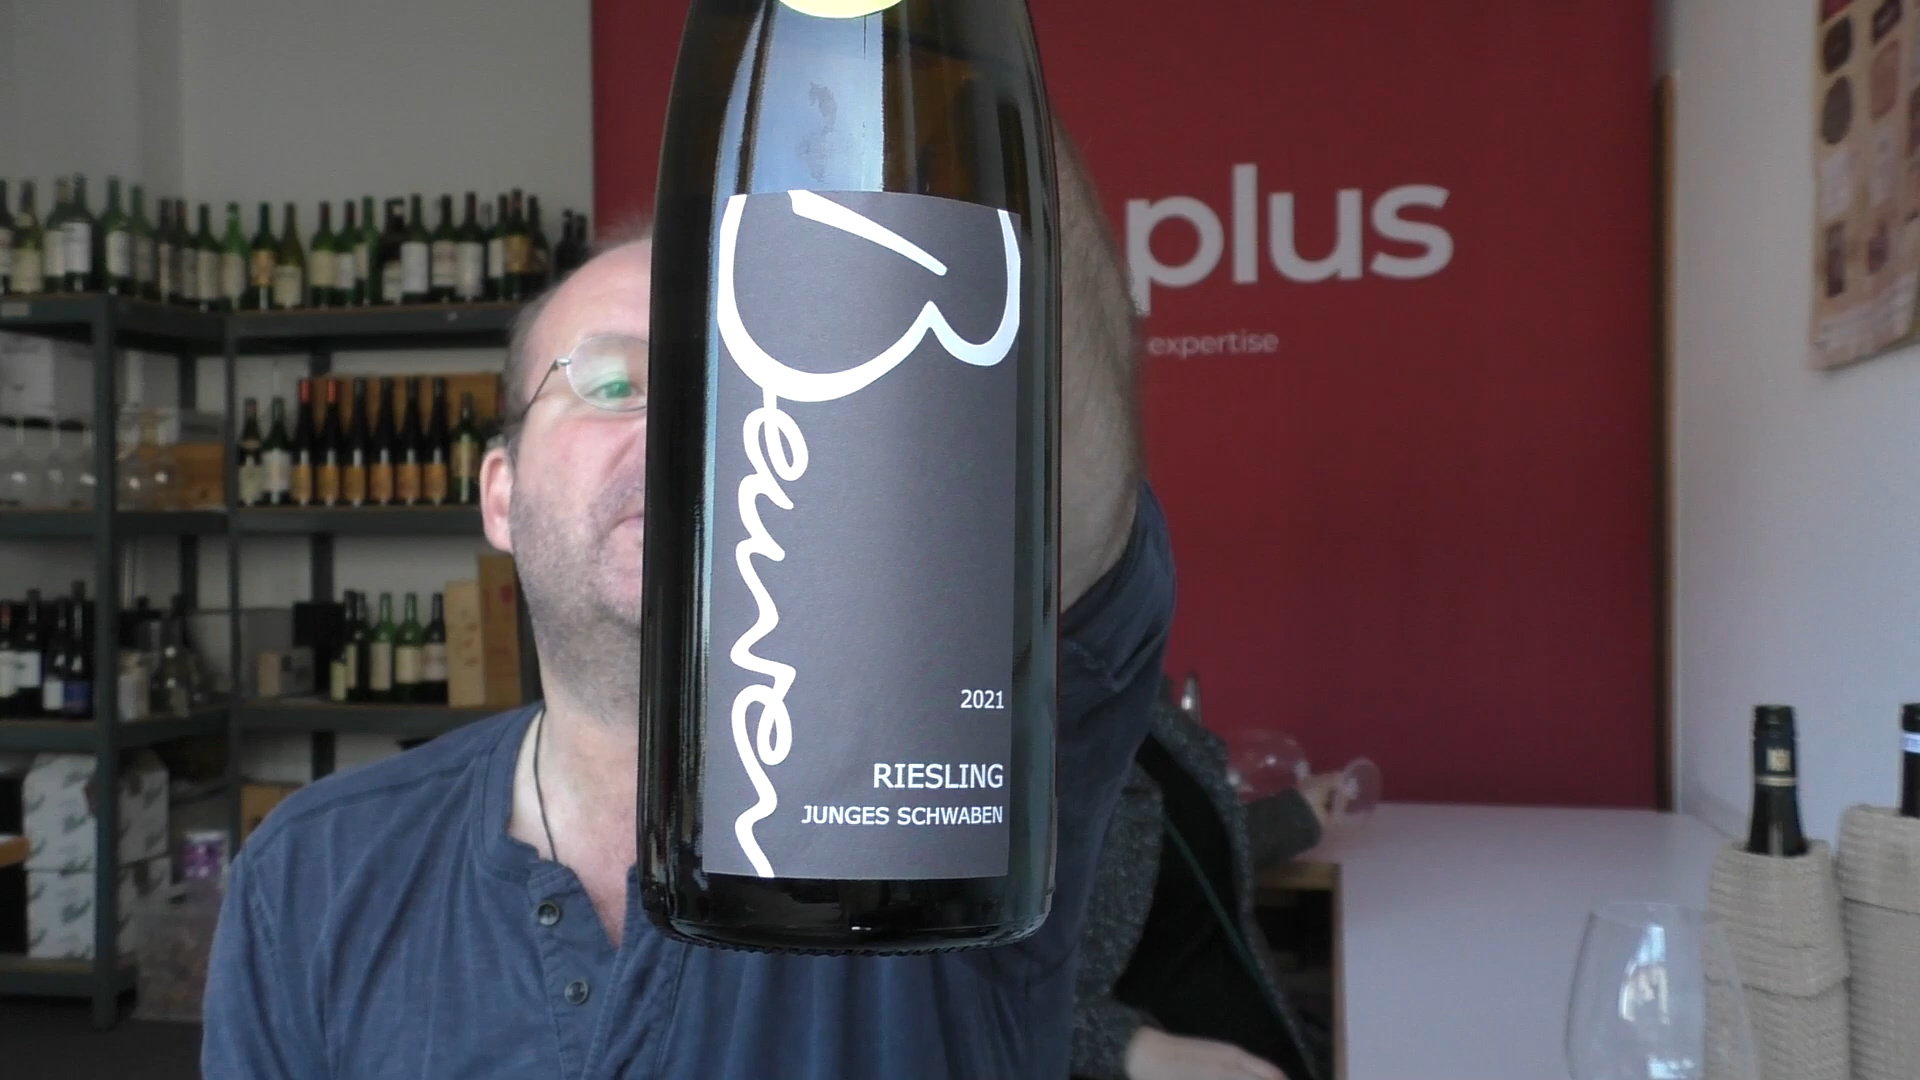 Beurer
2021
RIESLING
JUNGES SCHWABEN
plus
expertise